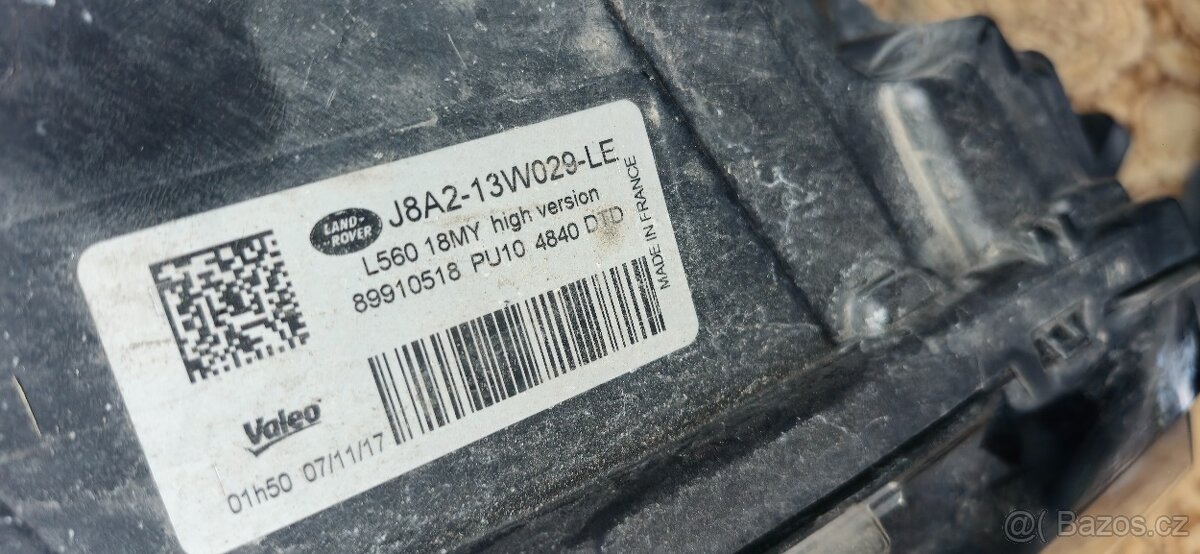 LAND-
ROVER
J8A2-13W029-LE
L560 18MY high version
89910518 PU10 4840 DTD
MADE IN FRANCE
Valeo
01h50 07/11/17
@( Bazos.cz